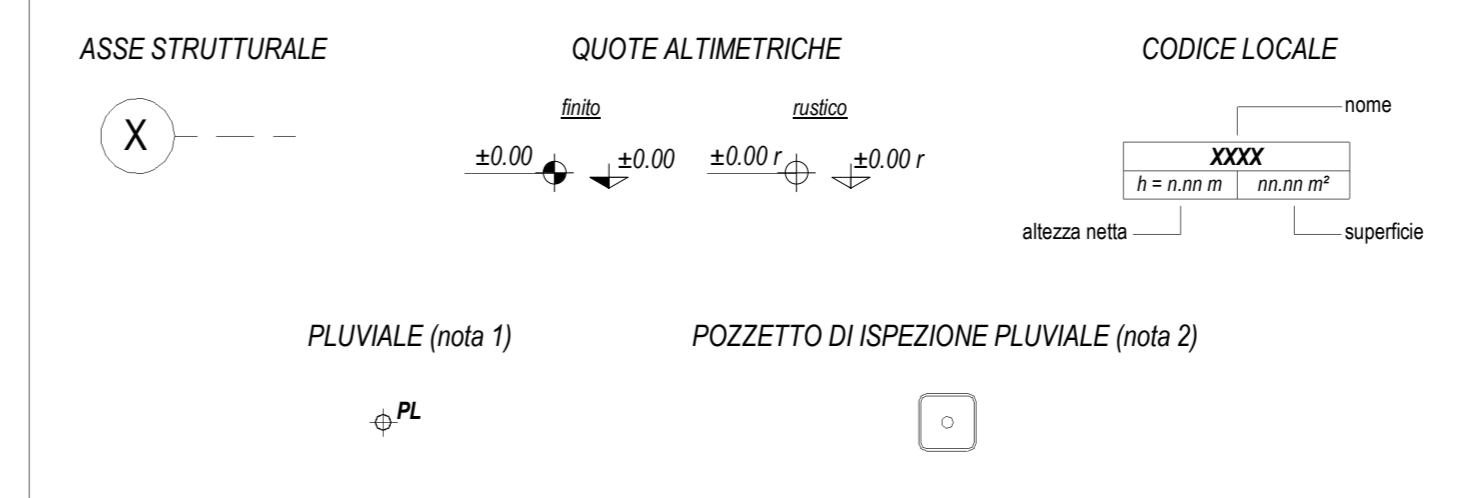 ASSE STRUTTURALE
QUOTE ALTIMETRICHE
CODICE LOCALE
X
finito
rustico
±0.00
±0.00
±0.00 r
±0.00 r
nome
XXXX
h = n.nn m
nn.nn m²
altezza netta
superficie
PLUVIALE (nota 1)
POZZETTO DI ISPEZIONE PLUVIALE (nota 2)
PL